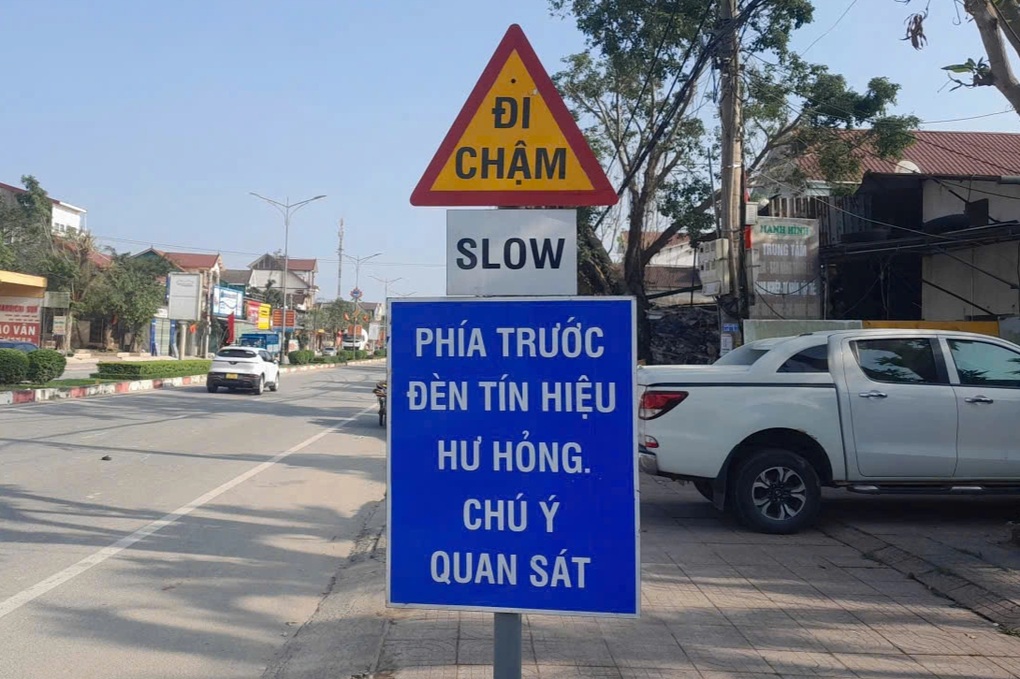 ĐI
CHẬM
SLOW
PHÍA TRƯỚC
ĐÈN TÍN HIỆU
HƯ HỎNG.
CHÚ Ý
QUAN SÁT